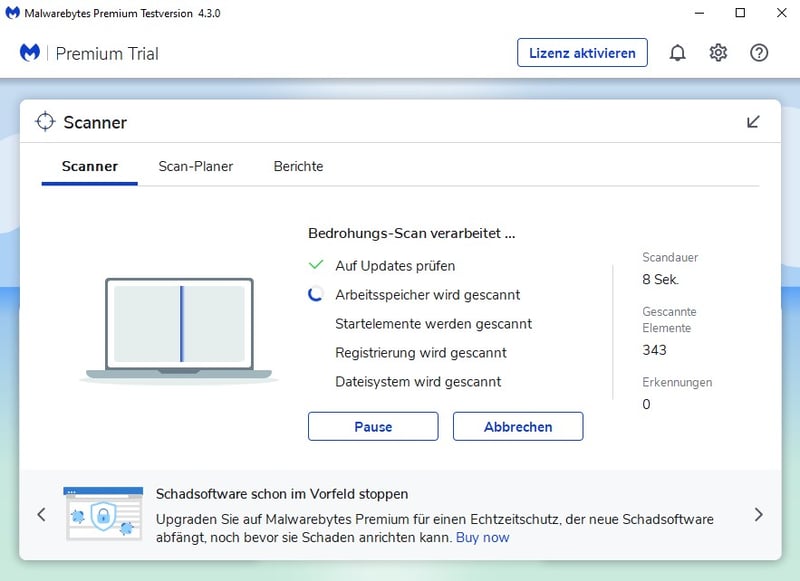 Malwarebytes Premium Testversion 4.3.0
Premium Trial
Lizenz aktivieren
Scanner
Scanner
Scan-Planer
Berichte
Bedrohungs-Scan verarbeitet ...
Auf Updates prüfen
Arbeitsspeicher wird gescannt
Startelemente werden gescannt
Registrierung wird gescannt
Dateisystem wird gescannt
Pause
Abbrechen
Scandauer
8 Sek.
Gescannte
Elemente
343
Erkennungen
0
Schadsoftware schon im Vorfeld stoppen
Upgraden Sie auf Malwarebytes Premium für einen Echtzeitschutz, der neue Schadsoftware
abfängt, noch bevor sie Schaden anrichten kann. Buy now